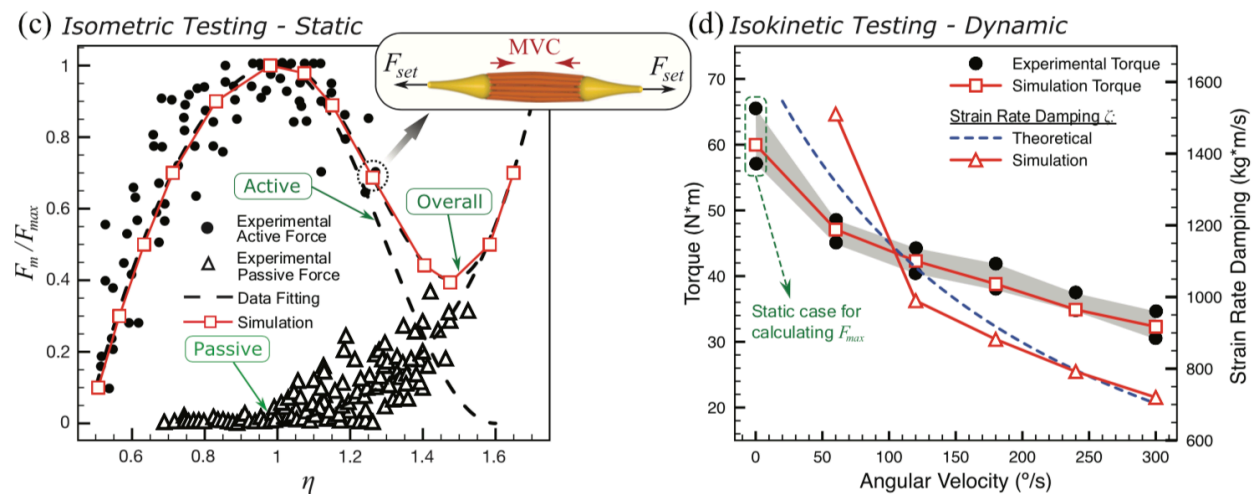 (c) Isometric Testing - Static
F_m/F_max
1
0.8
0.6
0.4
0.2
0
0.6
0.8
1
1.2
1.4
1.6
η
MVC
F_set
F_set
Active
Overall
Passive
Experimental
Active Force
Experimental
Passive Force
Data Fitting
Simulation
(d) Isokinetic Testing - Dynamic
Torque (N*m)
70
60
50
40
30
20
0
50
100
150
200
250
300
Angular Velocity (º/s)
Strain Rate Damping (kg*m/s)
1600
1400
1200
1000
800
600
Experimental Torque
Simulation Torque
Strain Rate Damping ζ:
Theoretical
Simulation
Static case for
calculating F_max